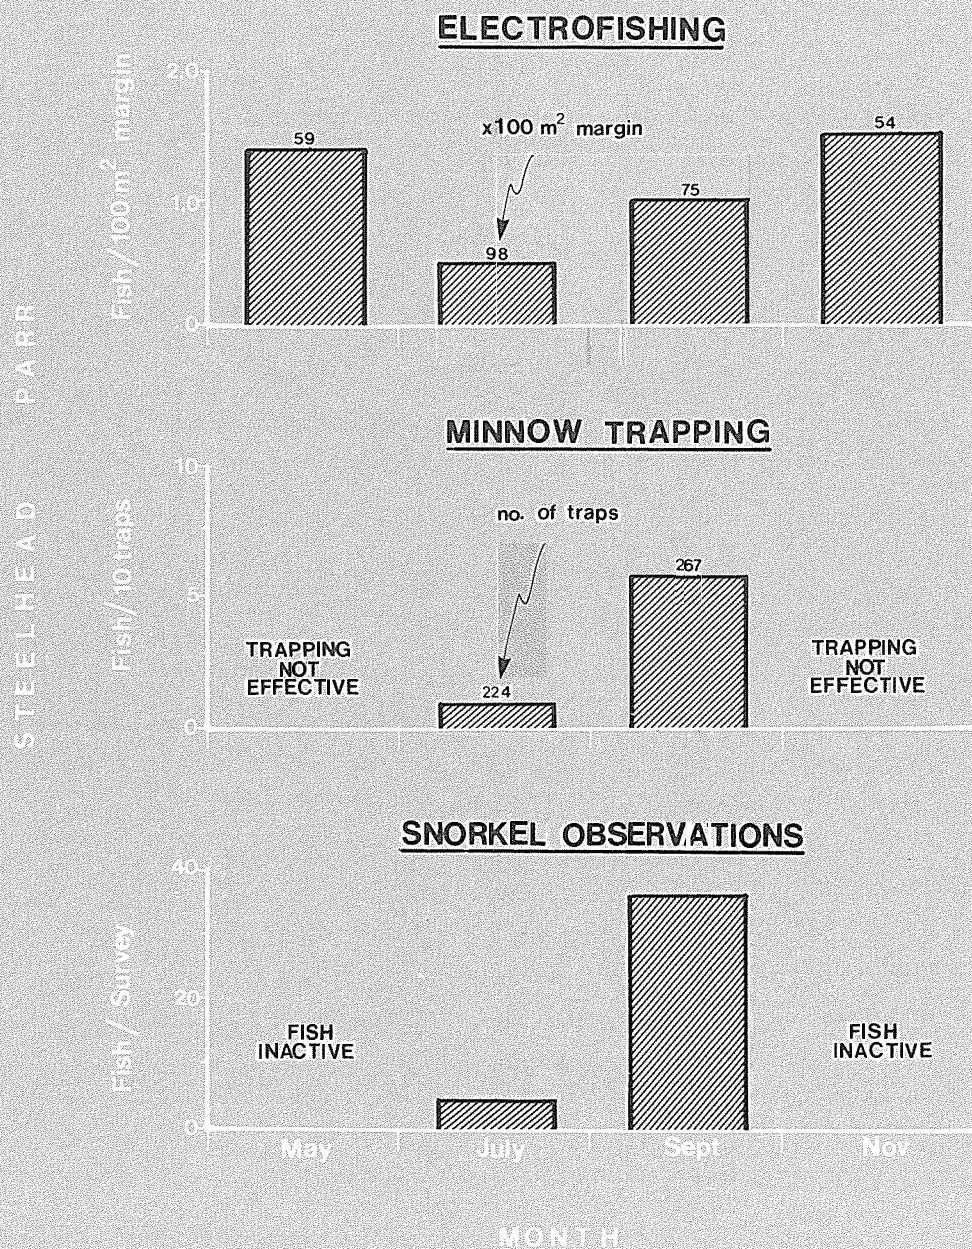 ELECTROFISHING
2.0
1.0
0
Fish/100 m² margin
x100 m² margin
59
98
75
54
STEELHEAD PARR
MINNOW TRAPPING
10
5
0
Fish/10 traps
no. of traps
TRAPPING
NOT
EFFECTIVE
224
267
TRAPPING
NOT
EFFECTIVE
SNORKEL OBSERVATIONS
40
20
0
Fish/ Survey
FISH
INACTIVE
FISH
INACTIVE
May July Sept Nov
MONTH